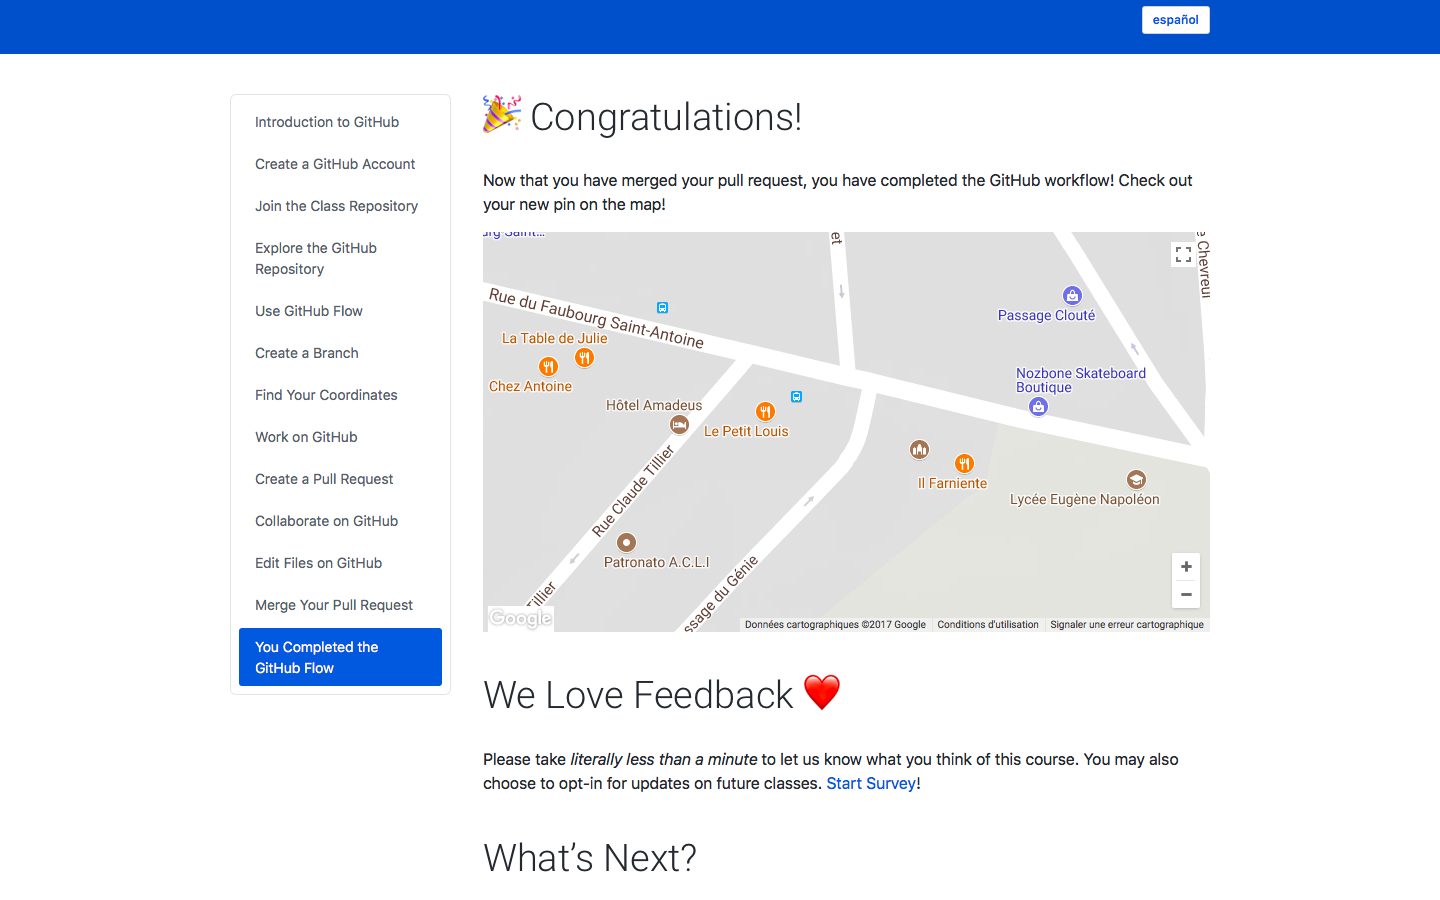 español
Introduction to GitHub
Create a GitHub Account
Join the Class Repository
Explore the GitHub
Repository
Use GitHub Flow
Create a Branch
Find Your Coordinates
Work on GitHub
Create a Pull Request
Collaborate on GitHub
Edit Files on GitHub
Merge Your Pull Request
You Completed the
GitHub Flow
Congratulations!
Now that you have merged your pull request, you have completed the GitHub workflow! Check out
your new pin on the map!
Rue du Faubourg Saint-Antoine
La Table de Julie
Chez Antoine
Hôtel Amadeus
Le Petit Louis
Passage Clouté
Nozbone Skateboard
Boutique
Il Farniente
Lycée Eugène Napoléon
Rue Claude Tillier
Patronato A.C.L.I
Tillier
ssage du Génie
et
e Chevreul
Google
Données cartographiques ©2017 Google
Conditions d'utilisation
Signaler une erreur cartographique
We Love Feedback
Please take literally less than a minute to let us know what you think of this course. You may also
choose to opt-in for updates on future classes. Start Survey!
What's Next?